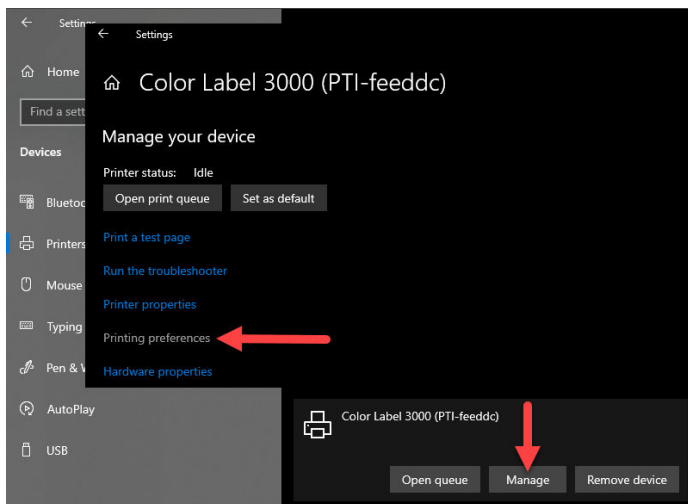 Settings
Home
Find a sett
Devices
Bluetoo
Printers
Mouse
Typing
Pen &
AutoPlay
USB
Settings
Color Label 3000 (PTI-feeddc)
Manage your device
Printer status: Idle
Open print queue Set as default
Print a test page
Run the troubleshooter
Printer properties
Printing preferences
Hardware properties
Color Label 3000 (PTI-feeddc)
Open queue Manage Remove device